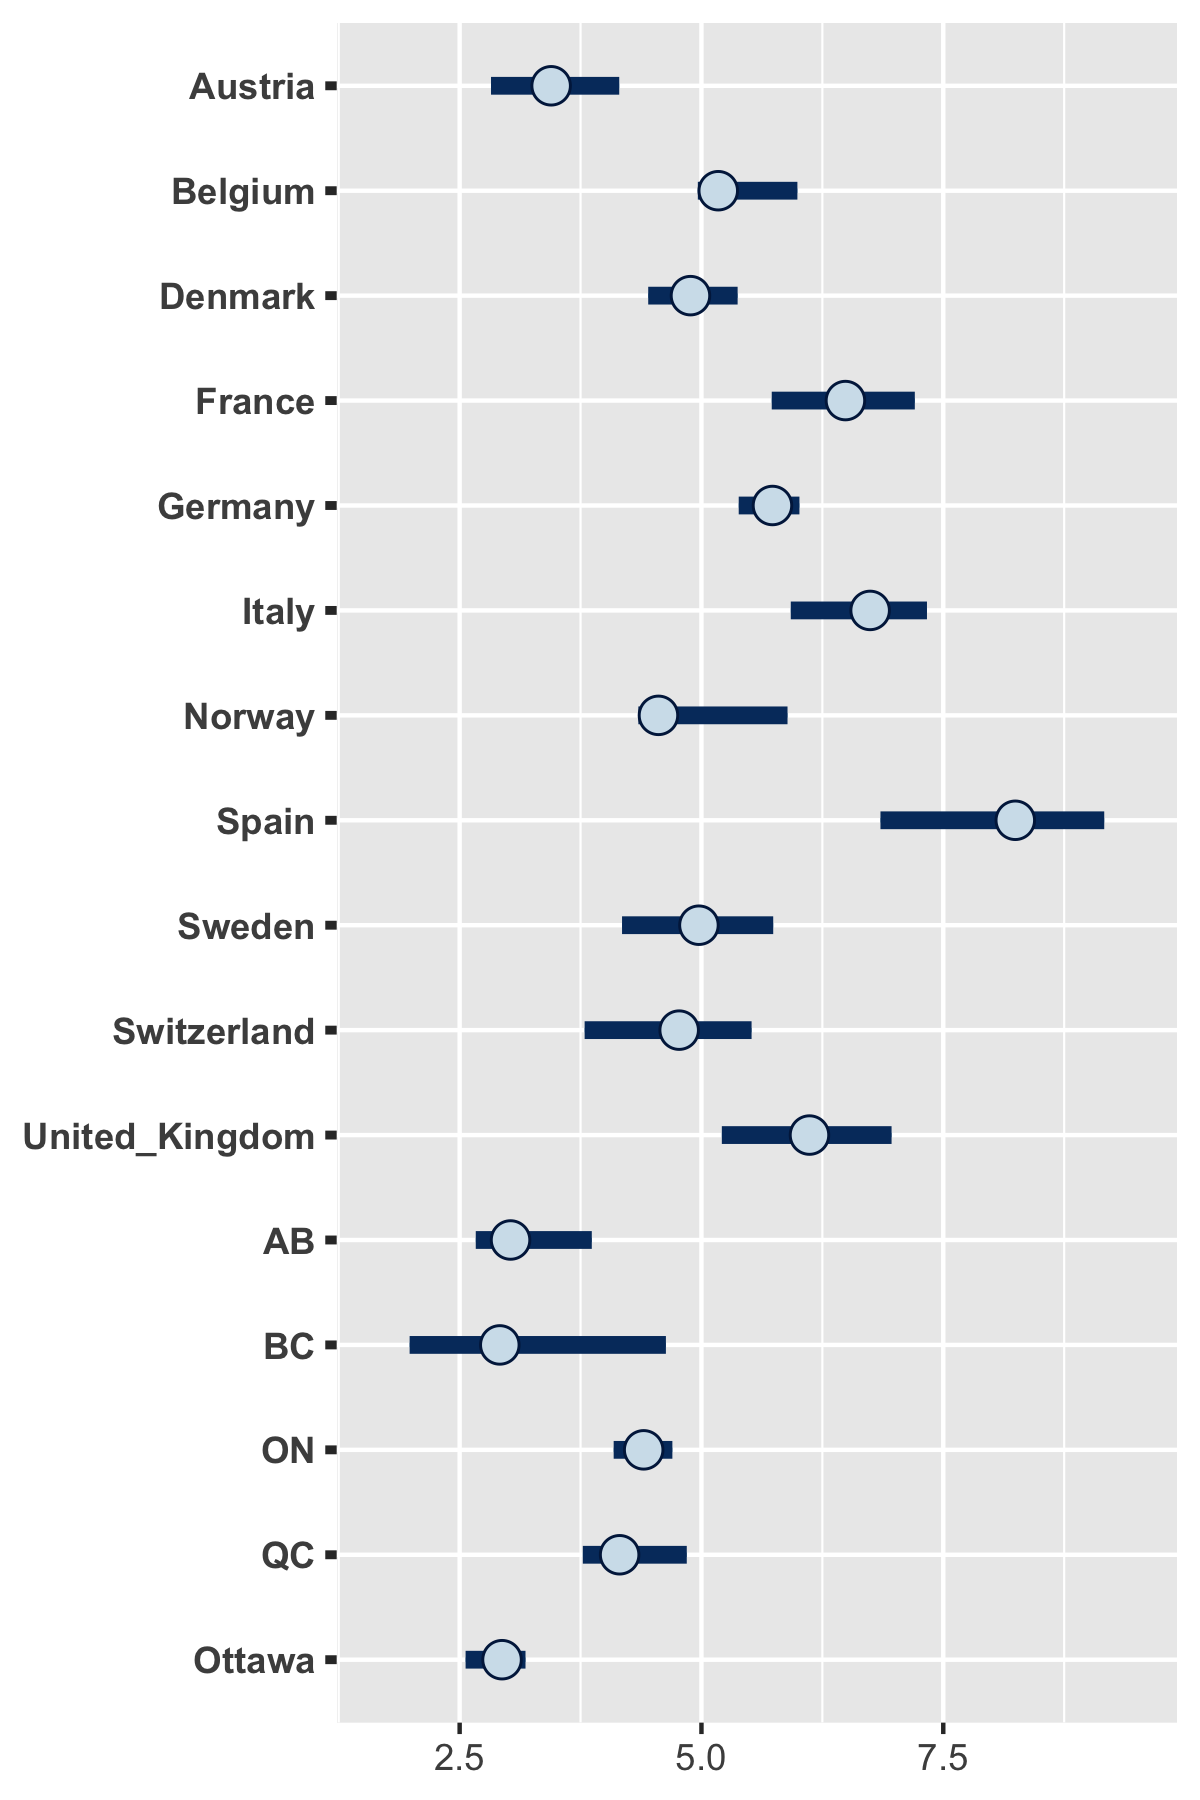 Austria
Belgium
Denmark
France
Germany
Italy
Norway
Spain
Sweden
Switzerland
United_Kingdom
AB
BC
ON
QC
Ottawa
2.5 5.0 7.5